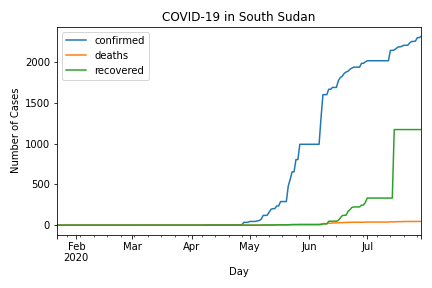 COVID-19 in South Sudan
confirmed
deaths
recovered
Number of Cases
2000
1500
1000
500
0
Feb Mar Apr May Jun Jul
2020
Day